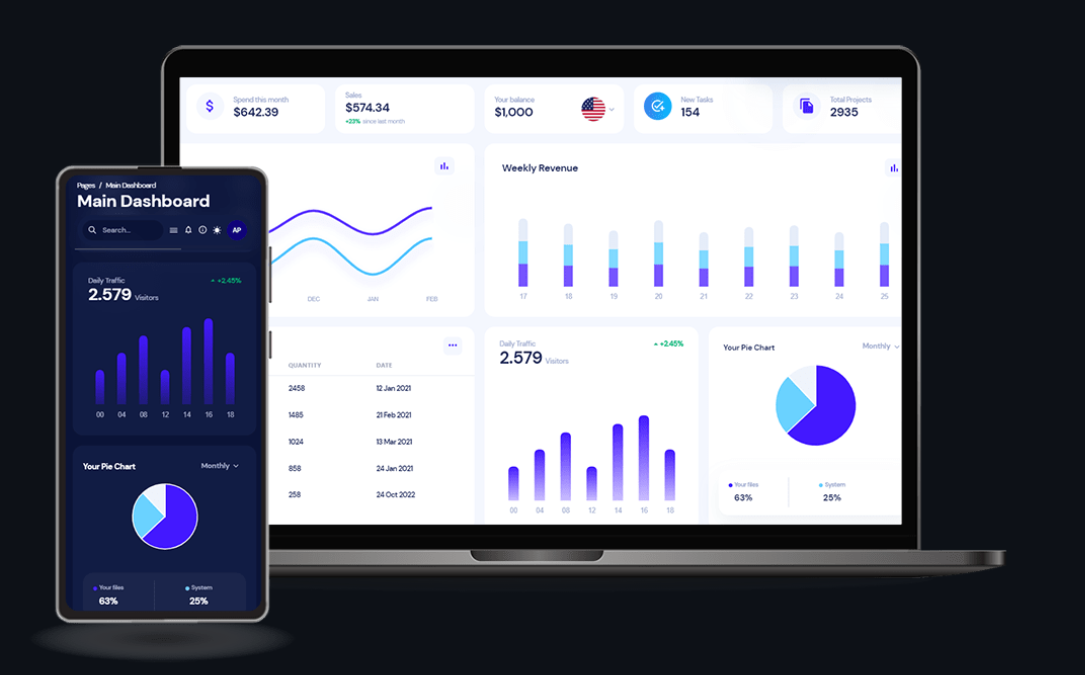 Spend this month
$642.39
Sales
$574.34
+23% since last month
Your balance
$1,000
New Tasks
154
Total Projects
2935
DEC JAN FEB
Weekly Revenue
17 18 19 20 21 22 23 24 25
QUANTITY DATE
2458 12 Jan 2021
1485 21 Feb 2021
1024 13 Mar 2021
858 24 Jan 2021
258 24 Oct 2022
Daily Traffic
2.579 Visitors
+2.45%
00 04 08 12 14 16 18
Your Pie Chart
Monthly
Your files
63%
System
25%
Pages / Main Dashboard
Main Dashboard
Search...
AP
Daily Traffic
2.579 Visitors
+2.45%
00 04 08 12 14 16 18
Your Pie Chart
Monthly
Your files
63%
System
25%